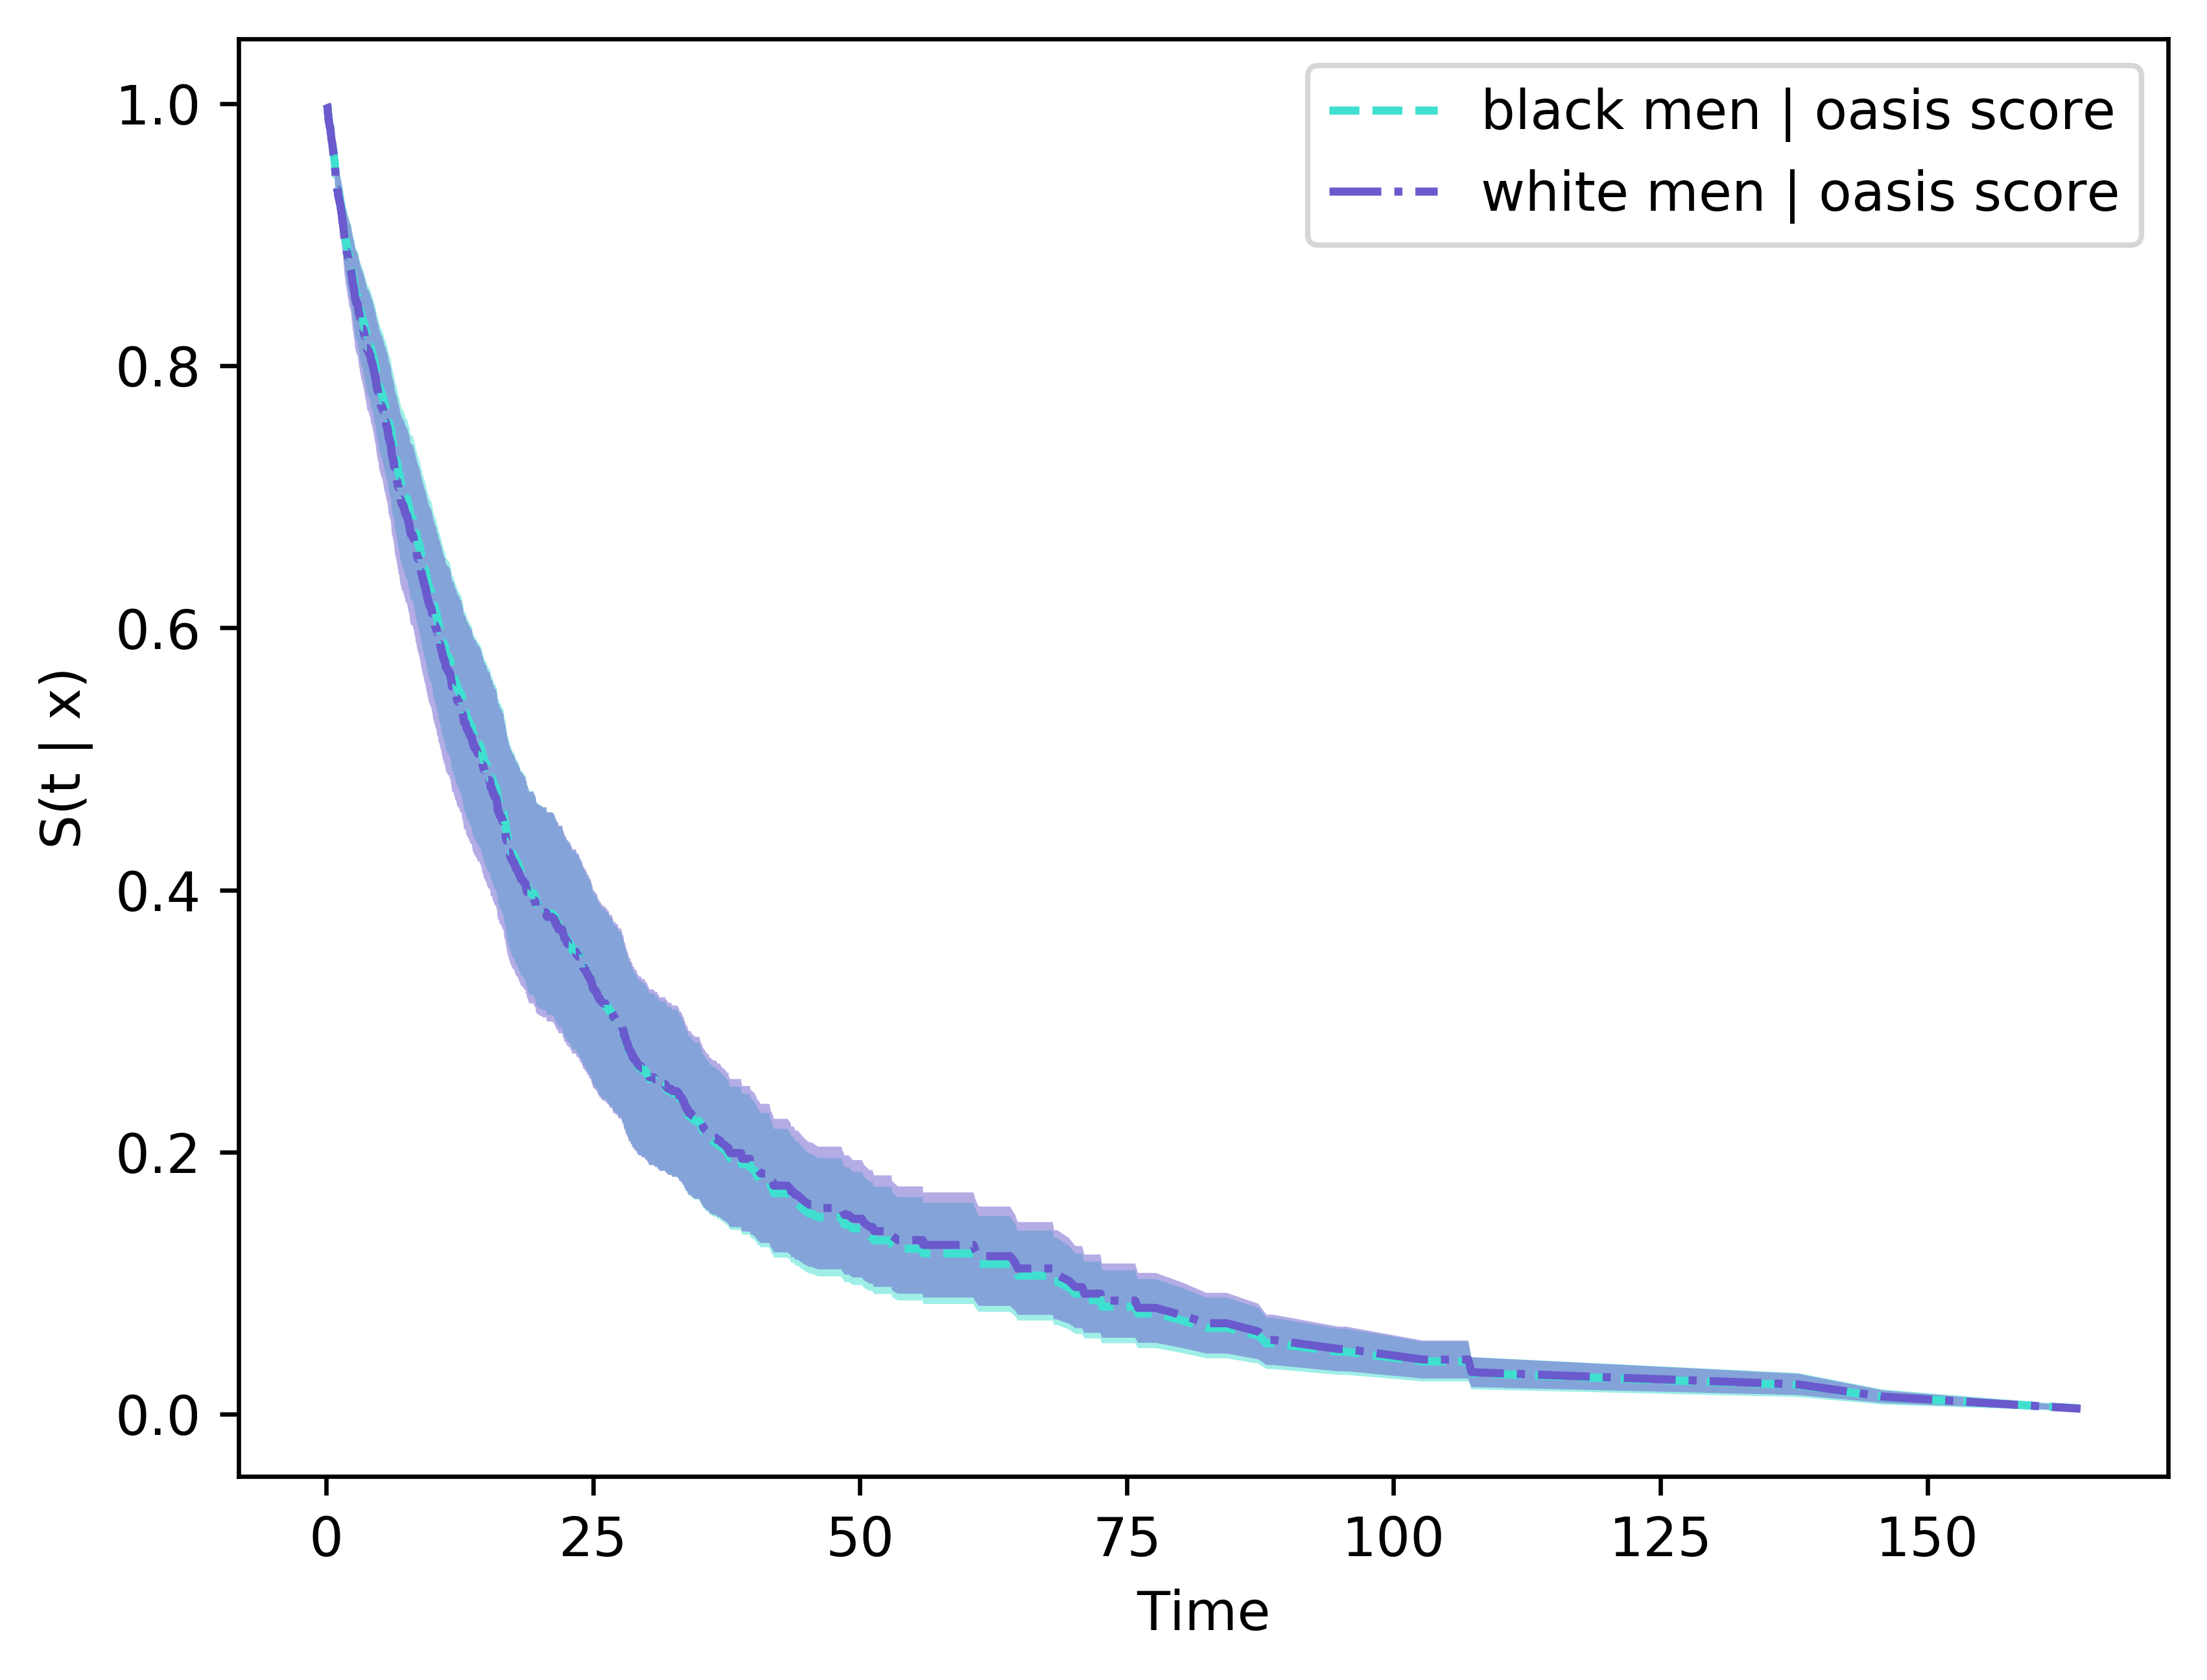 black men | oasis score
white men | oasis score
1.0
0.8
0.6
0.4
0.2
0.0
S(t | x)
0 25 50 75 100 125 150
Time